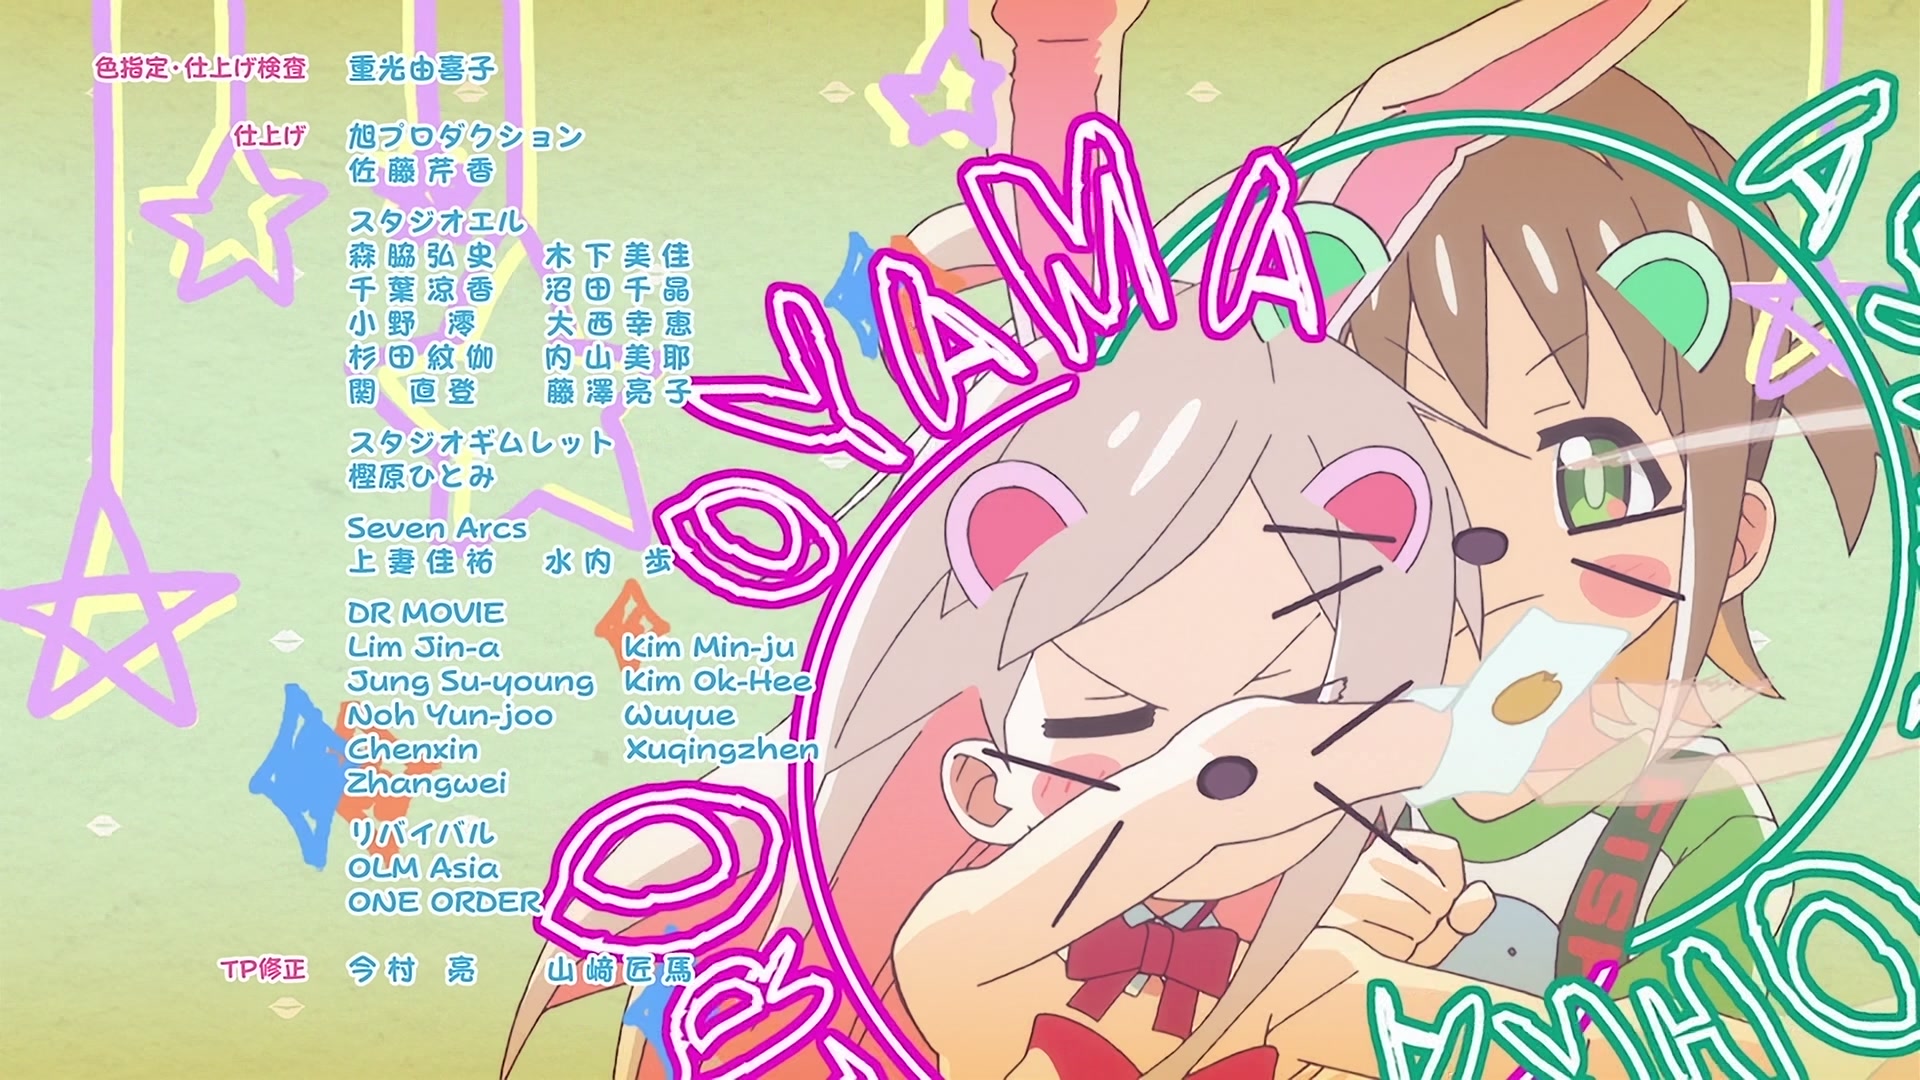 色指定・仕上げ検査 重光由喜子
仕上げ 旭プロダクション
佐藤芹香
スタジオエル
森脇弘史 木下美佳
千葉涼香 沼田千晶
小野 澪 大西幸恵
杉田紋伽 内山美耶
関 直登 藤澤亮子
スタジオギムレット
樫原ひとみ
Seven Arcs
上妻佳祐 水内 歩
DR MOVIE
Lim Jin-a Kim Min-ju
Jung Su-young Kim Ok-Hee
Noh Yun-joo Wuyue
Chenxin Xuqingzhen
Zhangwei
リバイバル
OLM Asia
ONE ORDER
TP修正 今村 亮 山﨑匠馬
OYAMA